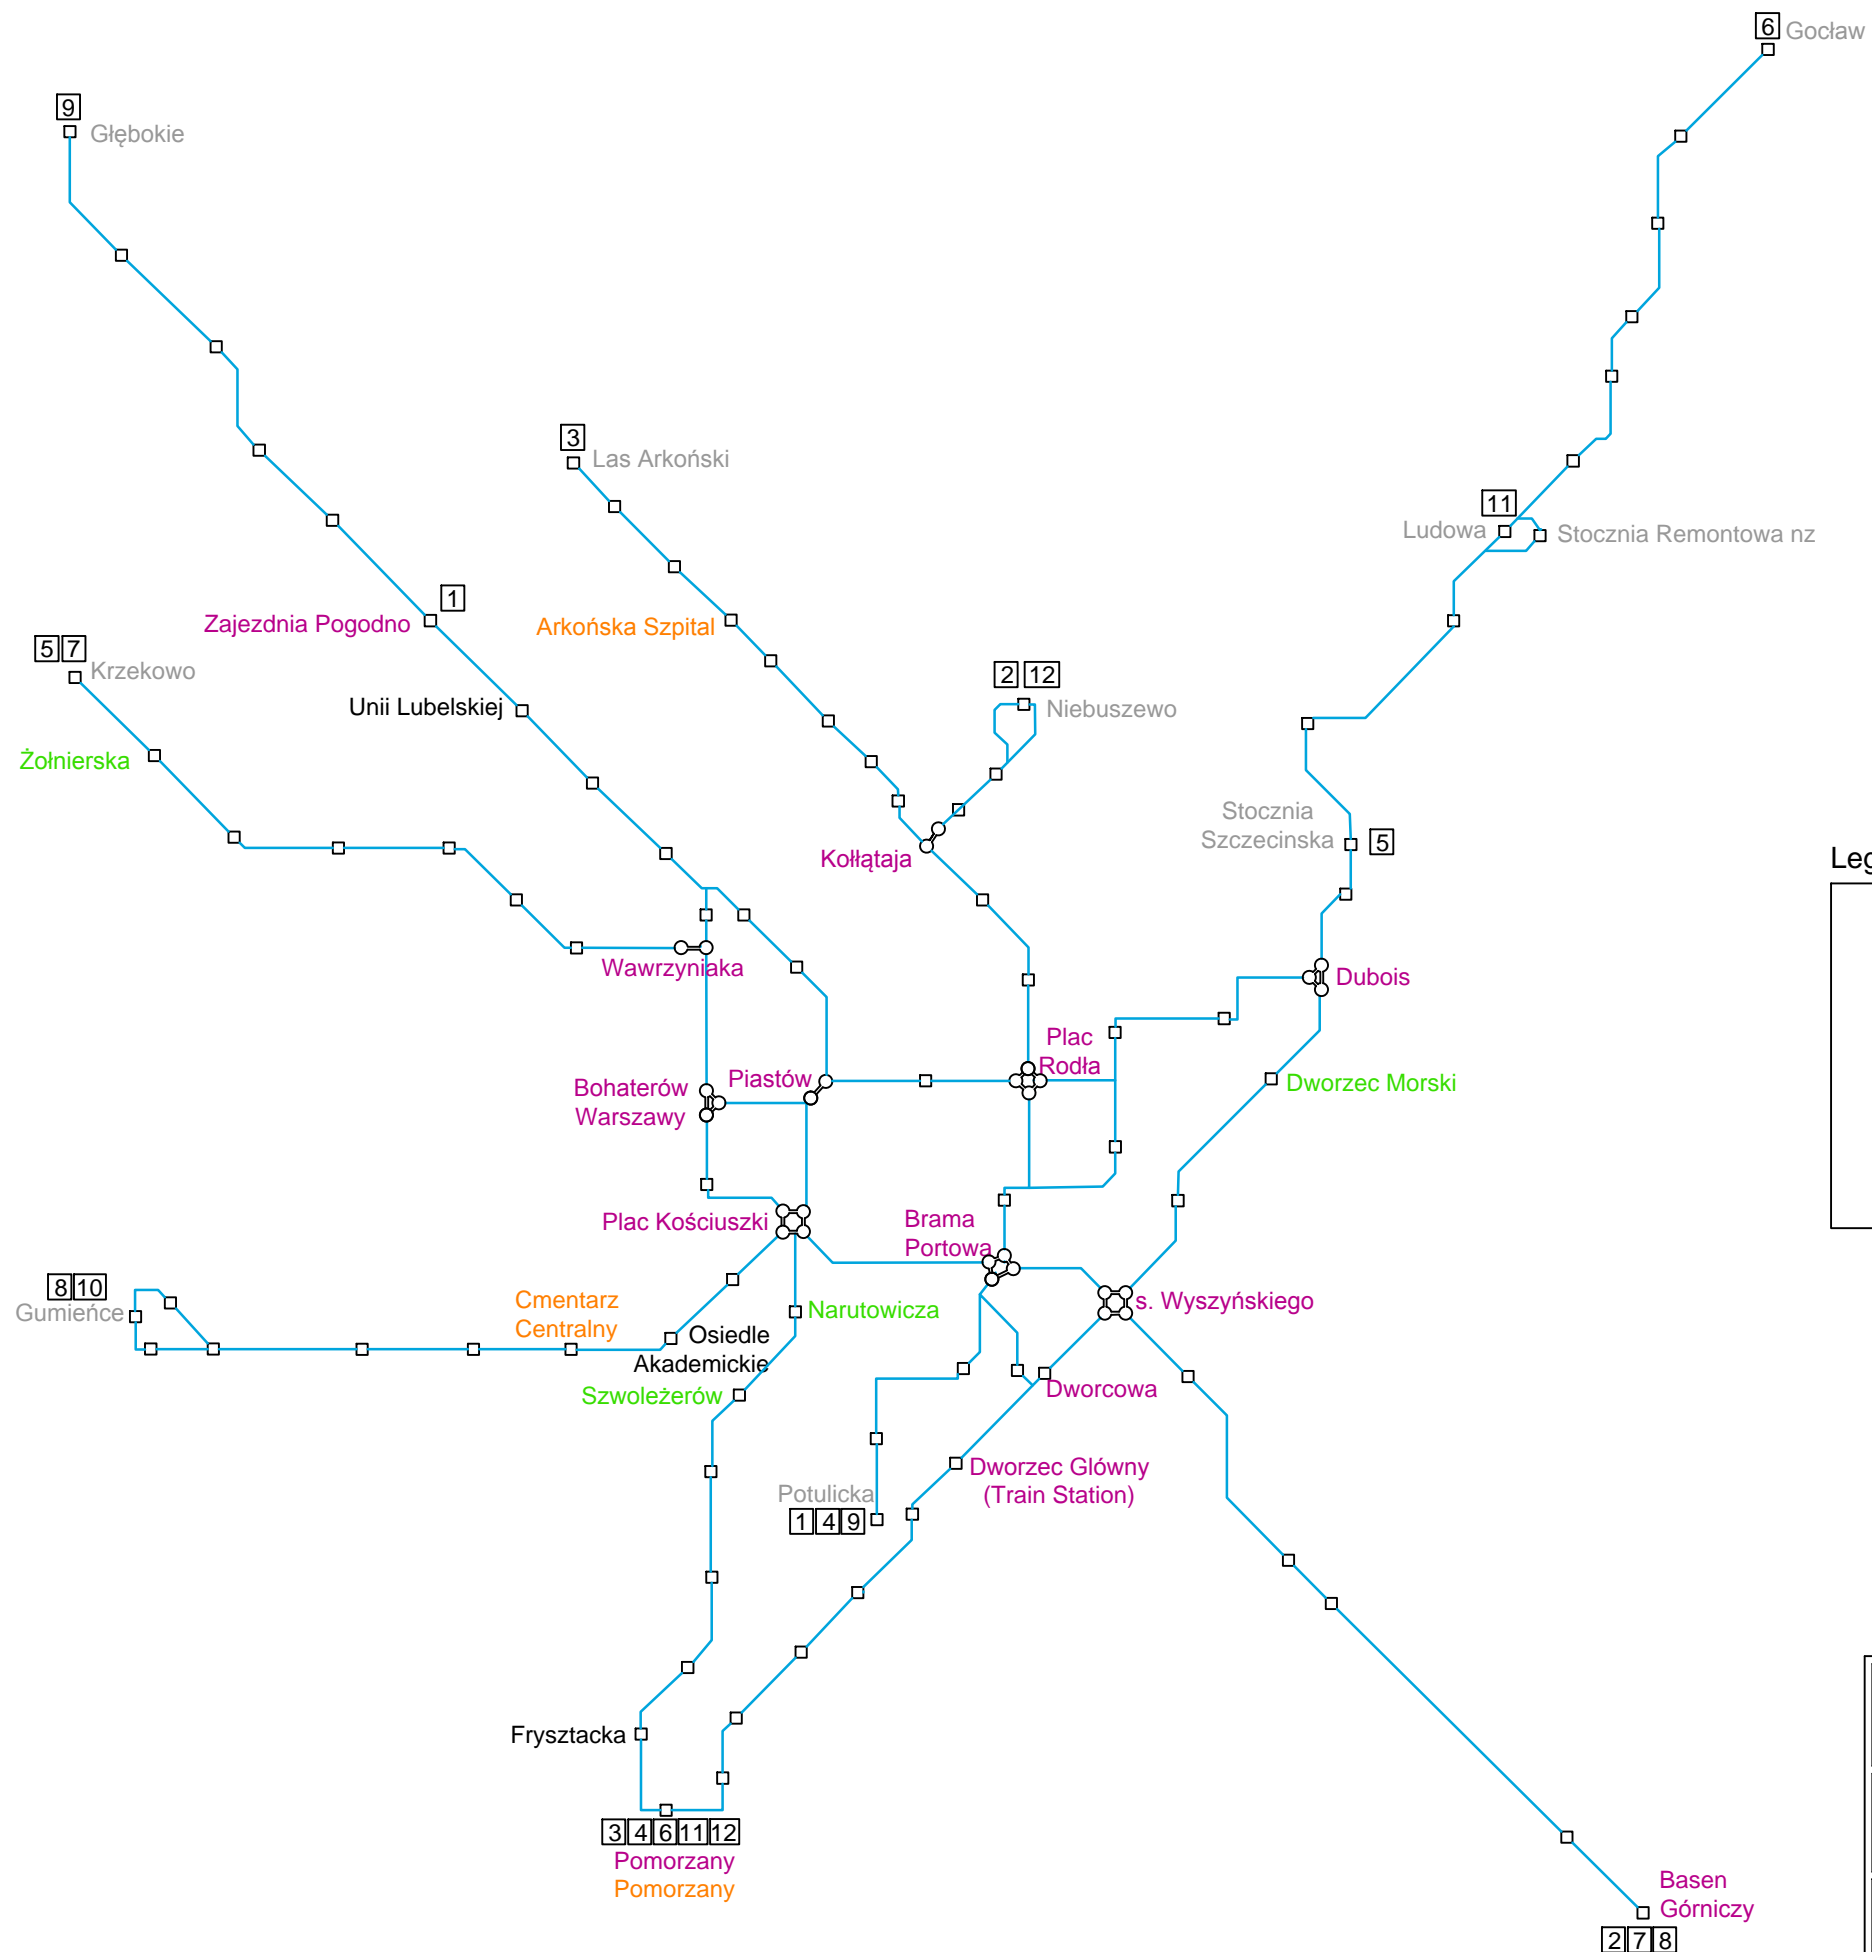 6 Gocław
9
Głębokie
3
Las Arkoński
11
Ludowa
Stocznia Remontowa nz
1
Zajezdnia Pogodno
Arkońska Szpital
5 7
Krzekowo
2 12
Niebuszewo
Unii Lubelskiej
Żołnierska
Stocznia
Szczecinska
5
Kołłątaja
Leg
Wawrzyniaka
Dubois
Plac
Rodła
Piastów
Bohaterów
Warszawy
Dworzec Morski
Plac Kościuszki
Brama
Portowa
8 10
Gumieńce
Cmentarz
Centralny
Narutowicza
s. Wyszyńskiego
Osiedle
Akademickie
Szwoleżerów
Dworcowa
Dworzec Glówny
(Train Station)
Potulicka
1 4 9
Frysztacka
3 4 6 11 12
Pomorzany
Pomorzany
Basen
Górniczy
2 7 8